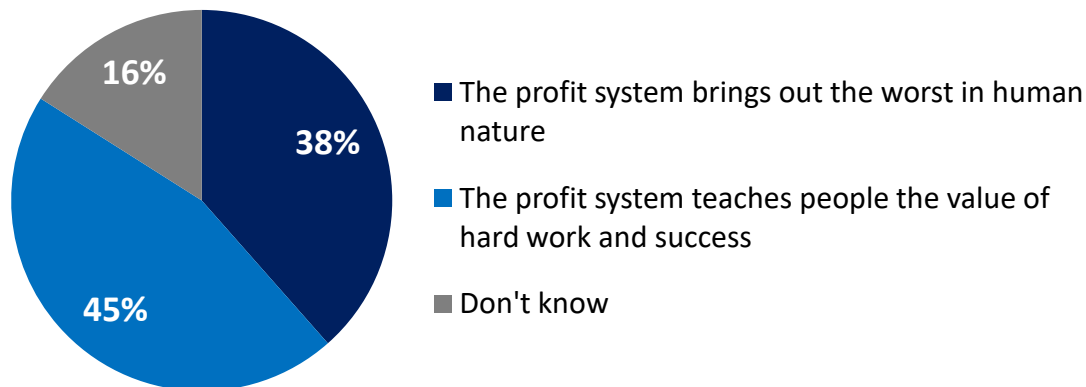 16%
38%
45%
The profit system brings out the worst in human
nature
The profit system teaches people the value of
hard work and success
Don't know